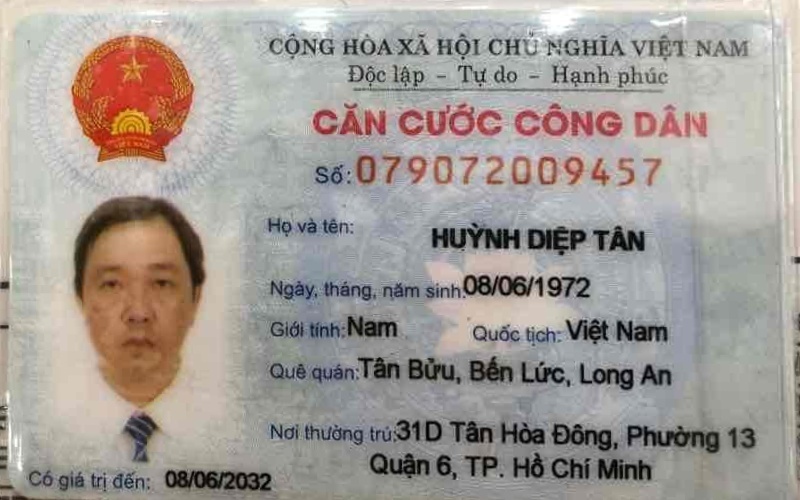 CỘNG HÒA XÃ HỘI CHỦ NGHĨA VIỆT NAM
Độc lập - Tự do - Hạnh phúc
CĂN CƯỚC CÔNG DÂN
Số: 079072009457
Họ và tên: HUỲNH DIỆP TÂN
Ngày, tháng, năm sinh: 08/06/1972
Giới tính: Nam Quốc tịch: Việt Nam
Quê quán: Tân Bửu, Bến Lức, Long An
Nơi thường trú: 31D Tân Hòa Đông, Phường 13
Quận 6, TP. Hồ Chí Minh
Có giá trị đến: 08/06/2032
VIỆT NAM